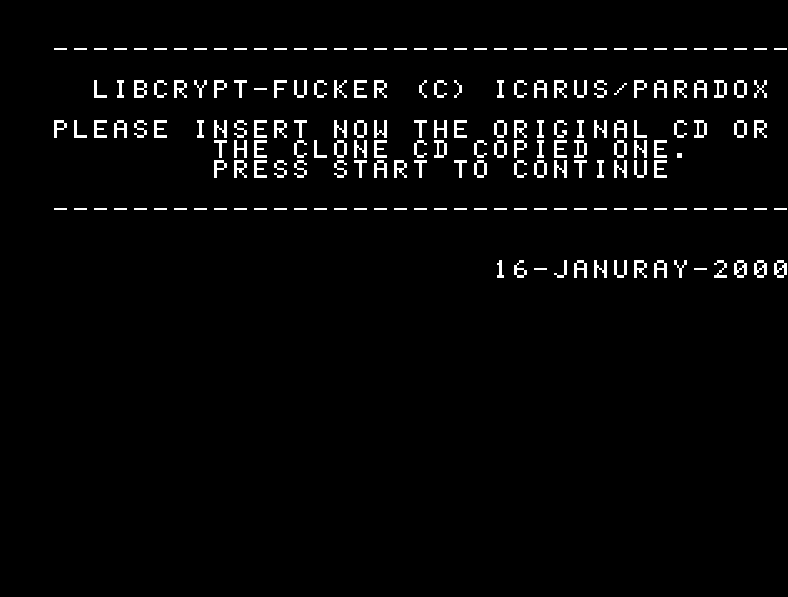 -------------------------------------
LIBCRYPT-FUCKER (C) ICARUS/PARADOX
PLEASE INSERT NOW THE ORIGINAL CD OR
THE CLONE CD COPIED ONE.
PRESS START TO CONTINUE
-------------------------------------
16-JANURAY-2000